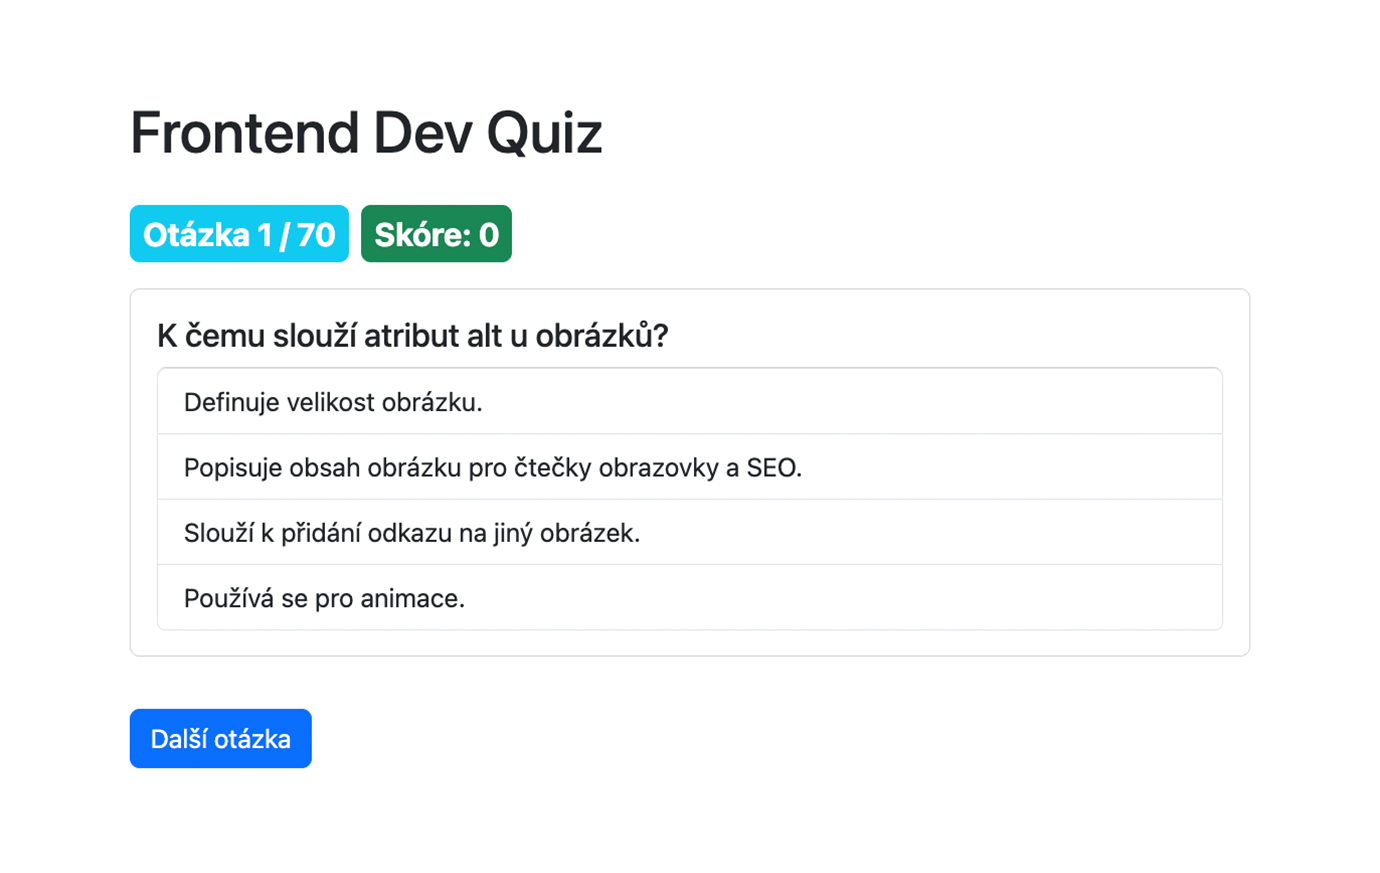 Frontend Dev Quiz
Otázka 1 / 70 Skóre: 0
K čemu slouží atribut alt u obrázků?
Definuje velikost obrázku.
Popisuje obsah obrázku pro čtečky obrazovky a SEO.
Slouží k přidání odkazu na jiný obrázek.
Používá se pro animace.
Další otázka